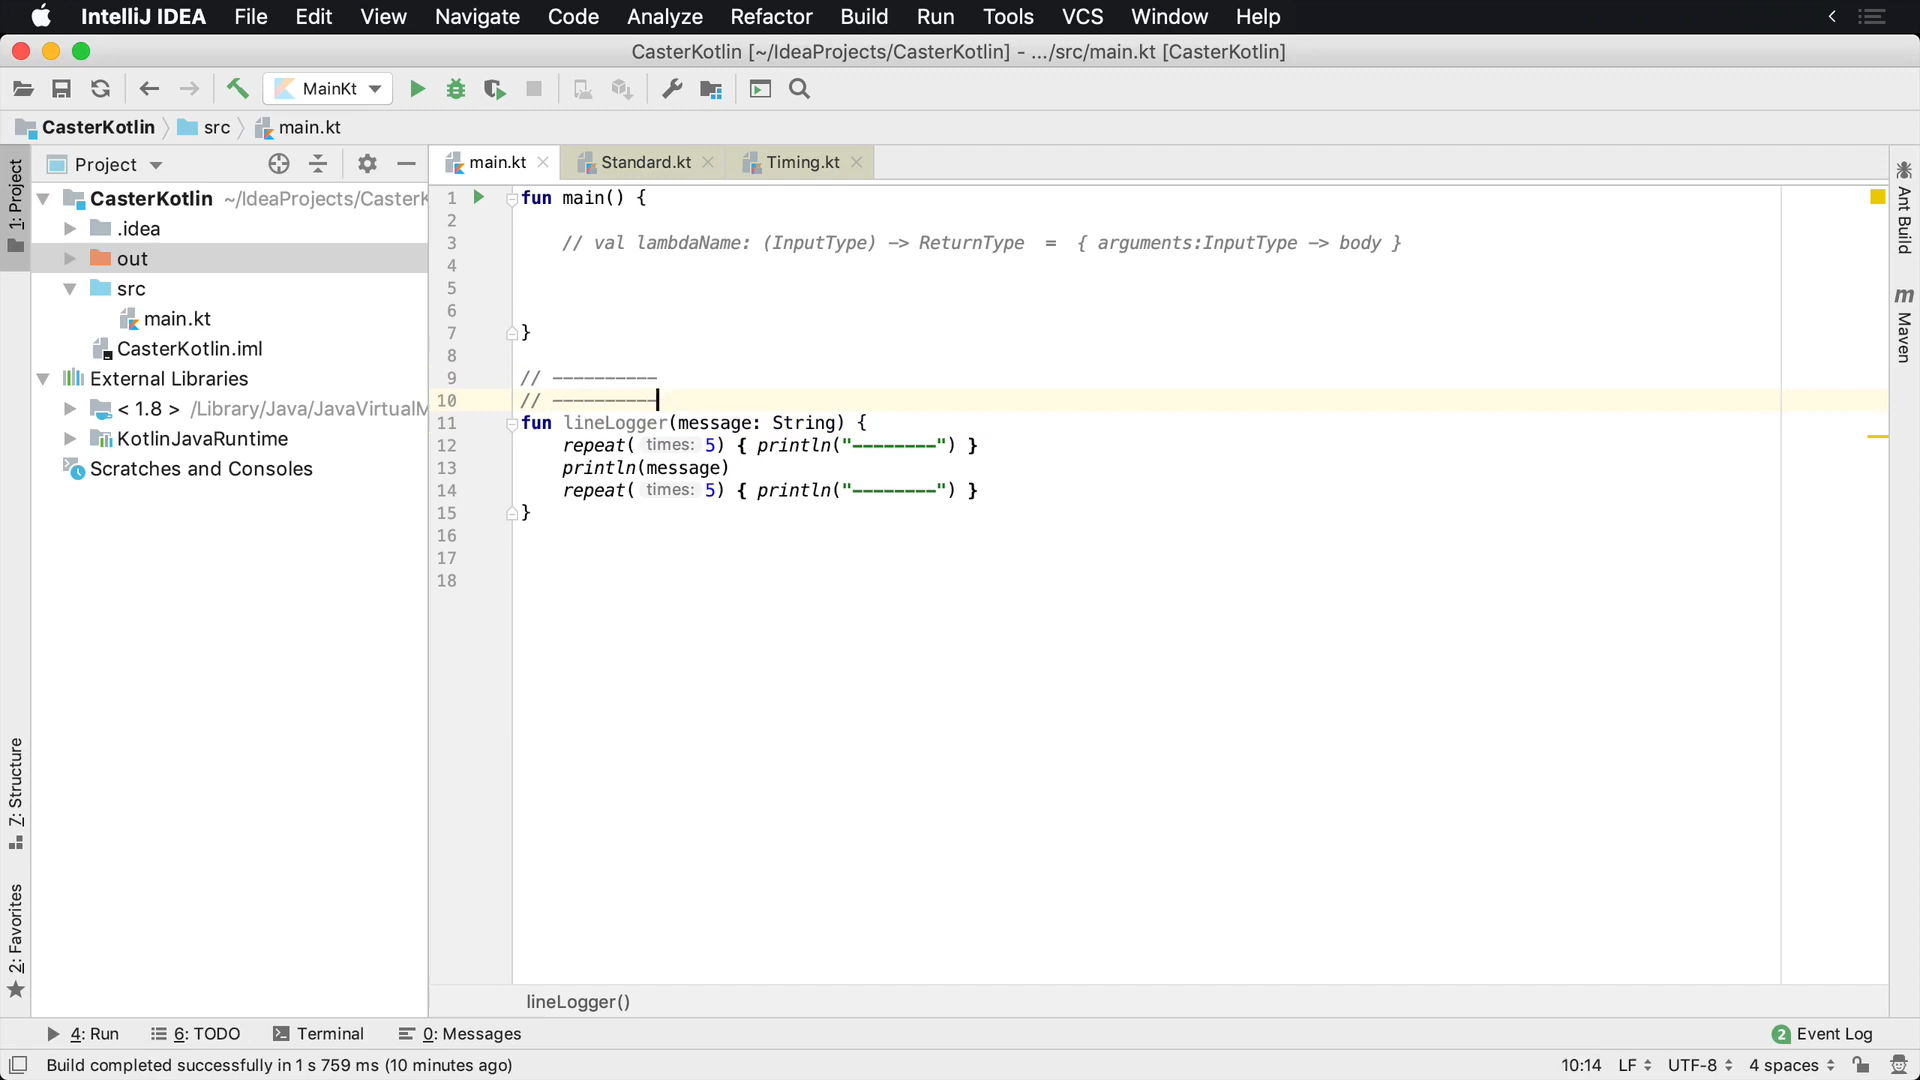 IntelliJ IDEA File Edit View Navigate Code Analyze Refactor Build Run Tools VCS Window Help
CasterKotlin [~/IdeaProjects/CasterKotlin] - .../src/main.kt [CasterKotlin]
MainKt
CasterKotlin src main.kt
Project
main.kt Standard.kt Timing.kt
1: Project
7: Structure
2: Favorites
CasterKotlin ~/IdeaProjects/CasterK
.idea
out
src
main.kt
CasterKotlin.iml
External Libraries
< 1.8 > /Library/Java/JavaVirtualM
KotlinJavaRuntime
Scratches and Consoles
1 fun main() {
2
3 // val lambdaName: (InputType) -> ReturnType  =  { arguments:InputType -> body }
4
5
6
7 }
8
9 // ----------
10 // ----------
11 fun lineLogger(message: String) {
12 repeat( times: 5) { println("--------") }
13 println(message)
14 repeat( times: 5) { println("--------") }
15 }
16
17
18
Ant Build
m Maven
lineLogger()
4: Run 6: TODO Terminal 0: Messages 2 Event Log
Build completed successfully in 1 s 759 ms (10 minutes ago) 10:14 LF UTF-8 4 spaces